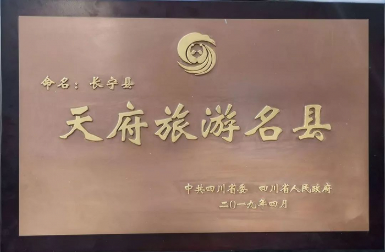 命名：长宁县
天府旅游名县
中共四川省委 四川省人民政府
二〇一九年四月